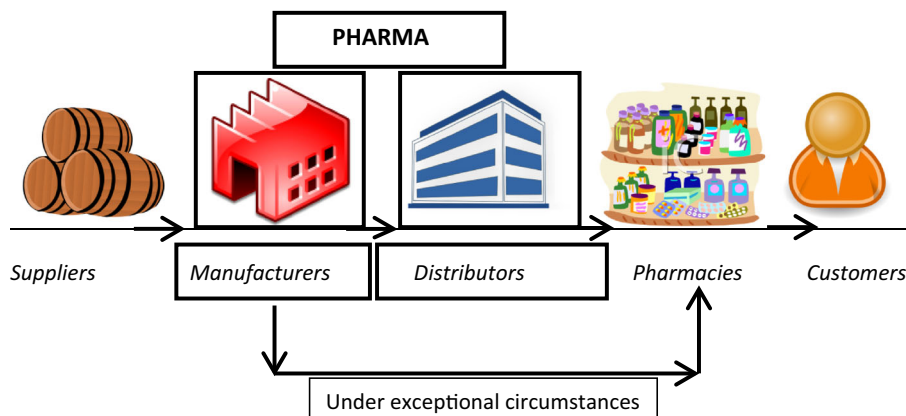 PHARMA
Suppliers
Manufacturers
Distributors
Pharmacies
Customers
Under exceptional circumstances